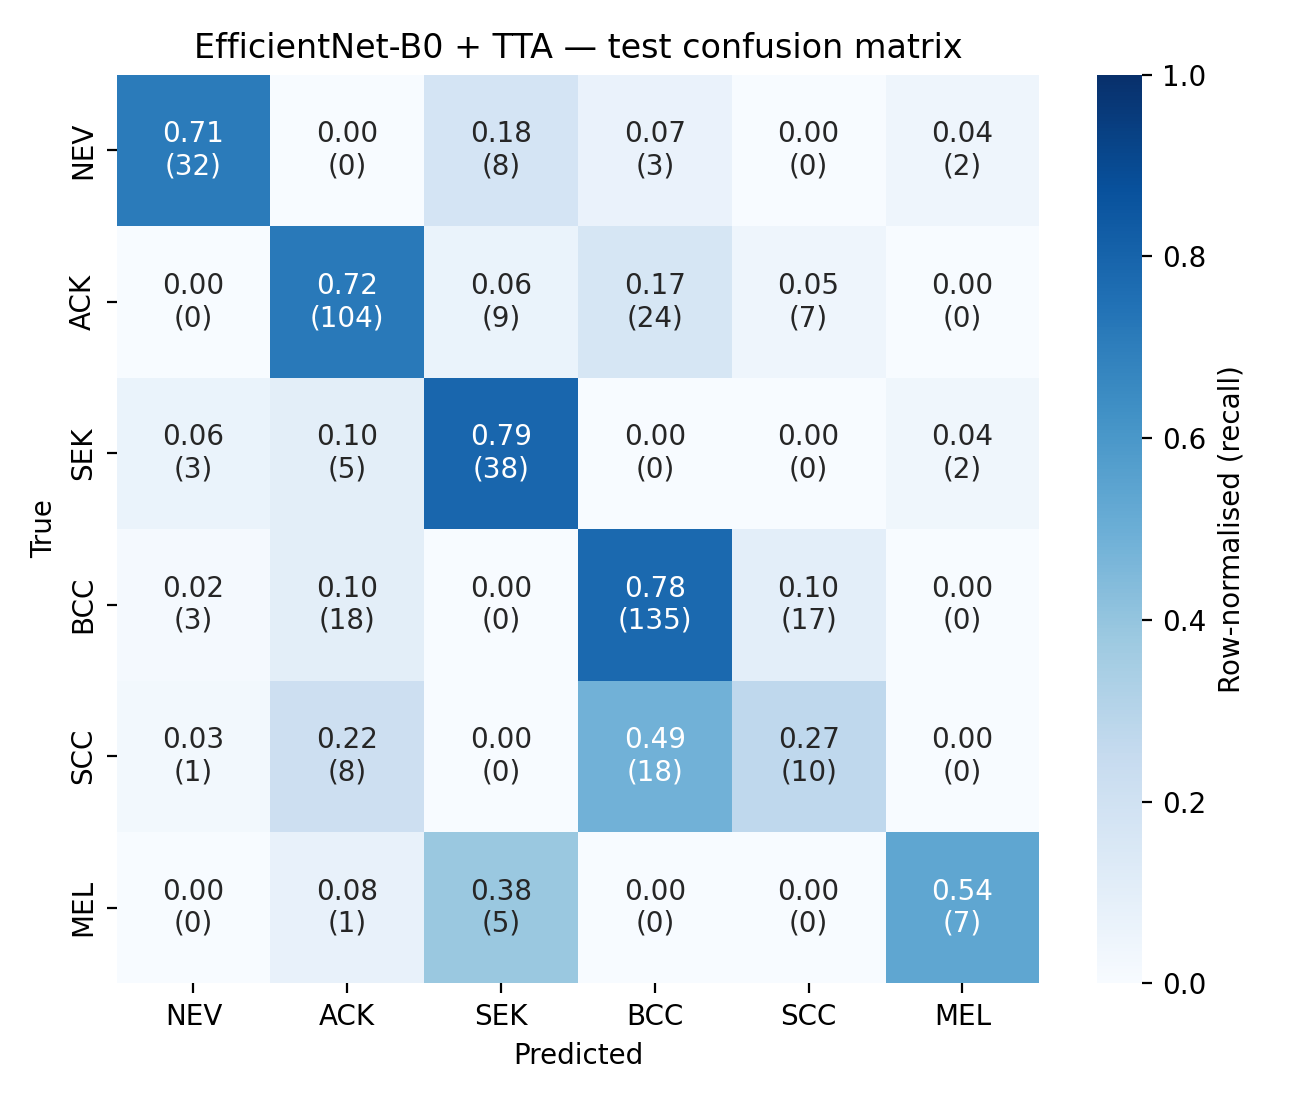 EfficientNet-B0 + TTA — test confusion matrix
NEV
0.71 0.00 0.18 0.07 0.00 0.04
(32) (0) (8) (3) (0) (2)
ACK
0.00 0.72 0.06 0.17 0.05 0.00
(0) (104) (9) (24) (7) (0)
SEK
0.06 0.10 0.79 0.00 0.00 0.04
(3) (5) (38) (0) (0) (2)
BCC
0.02 0.10 0.00 0.78 0.10 0.00
(3) (18) (0) (135) (17) (0)
SCC
0.03 0.22 0.00 0.49 0.27 0.00
(1) (8) (0) (18) (10) (0)
MEL
0.00 0.08 0.38 0.00 0.00 0.54
(0) (1) (5) (0) (0) (7)
True
NEV ACK SEK BCC SCC MEL
Predicted
1.0
0.8
0.6
0.4
0.2
0.0
Row-normalised (recall)